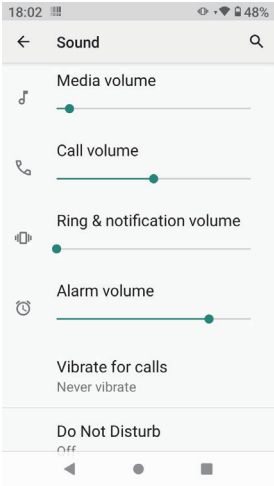 18:02 48%
Sound
Media volume
Call volume
Ring & notification volume
Alarm volume
Vibrate for calls
Never vibrate
Do Not Disturb
Off